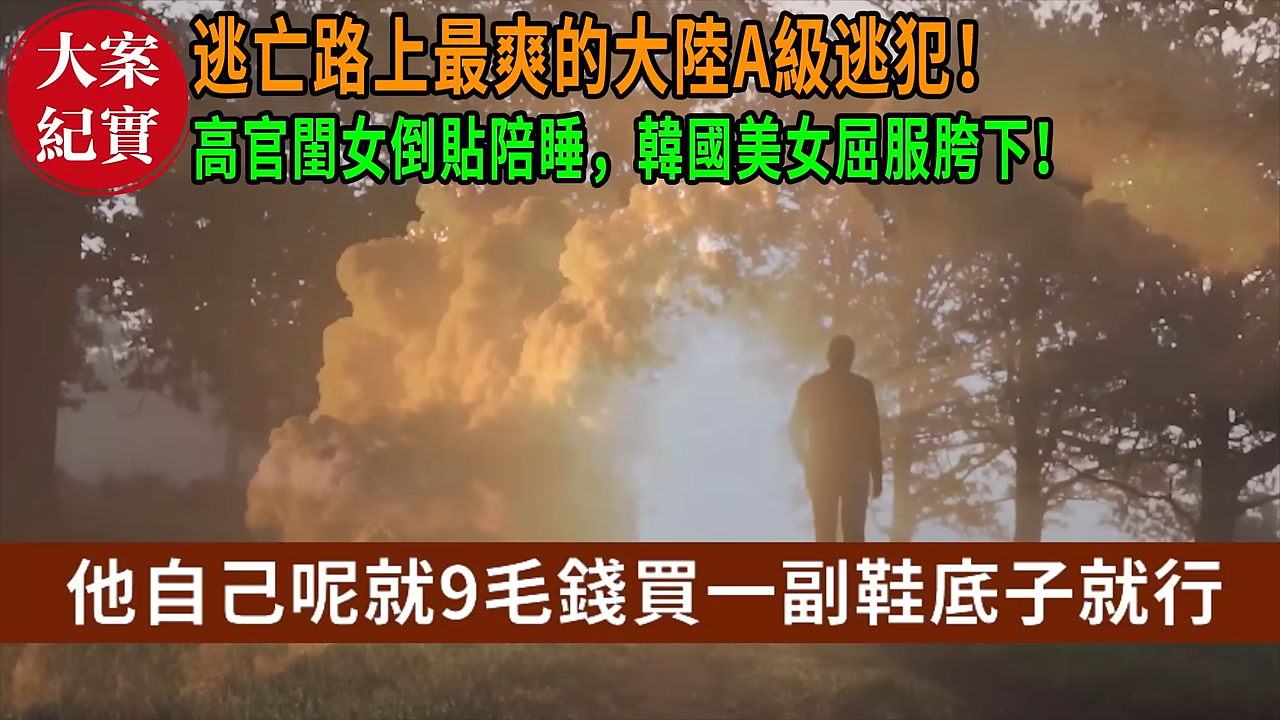 大案
紀實
逃亡路上最爽的大陸A級逃犯!
高官閨女倒貼陪睡，韓國美女屈服胯下!
他自己呢就9毛錢買一副鞋底子就行